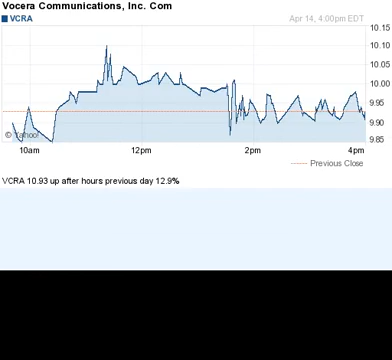 Vocera Communications, Inc. Com
VCRA
Apr 14, 4:00pm EDT
10.15
10.10
10.05
10.00
9.95
9.90
9.85
© Yahoo!
10am 12pm 2pm 4pm
Previous Close
VCRA 10.93 up after hours previous day 12.9%